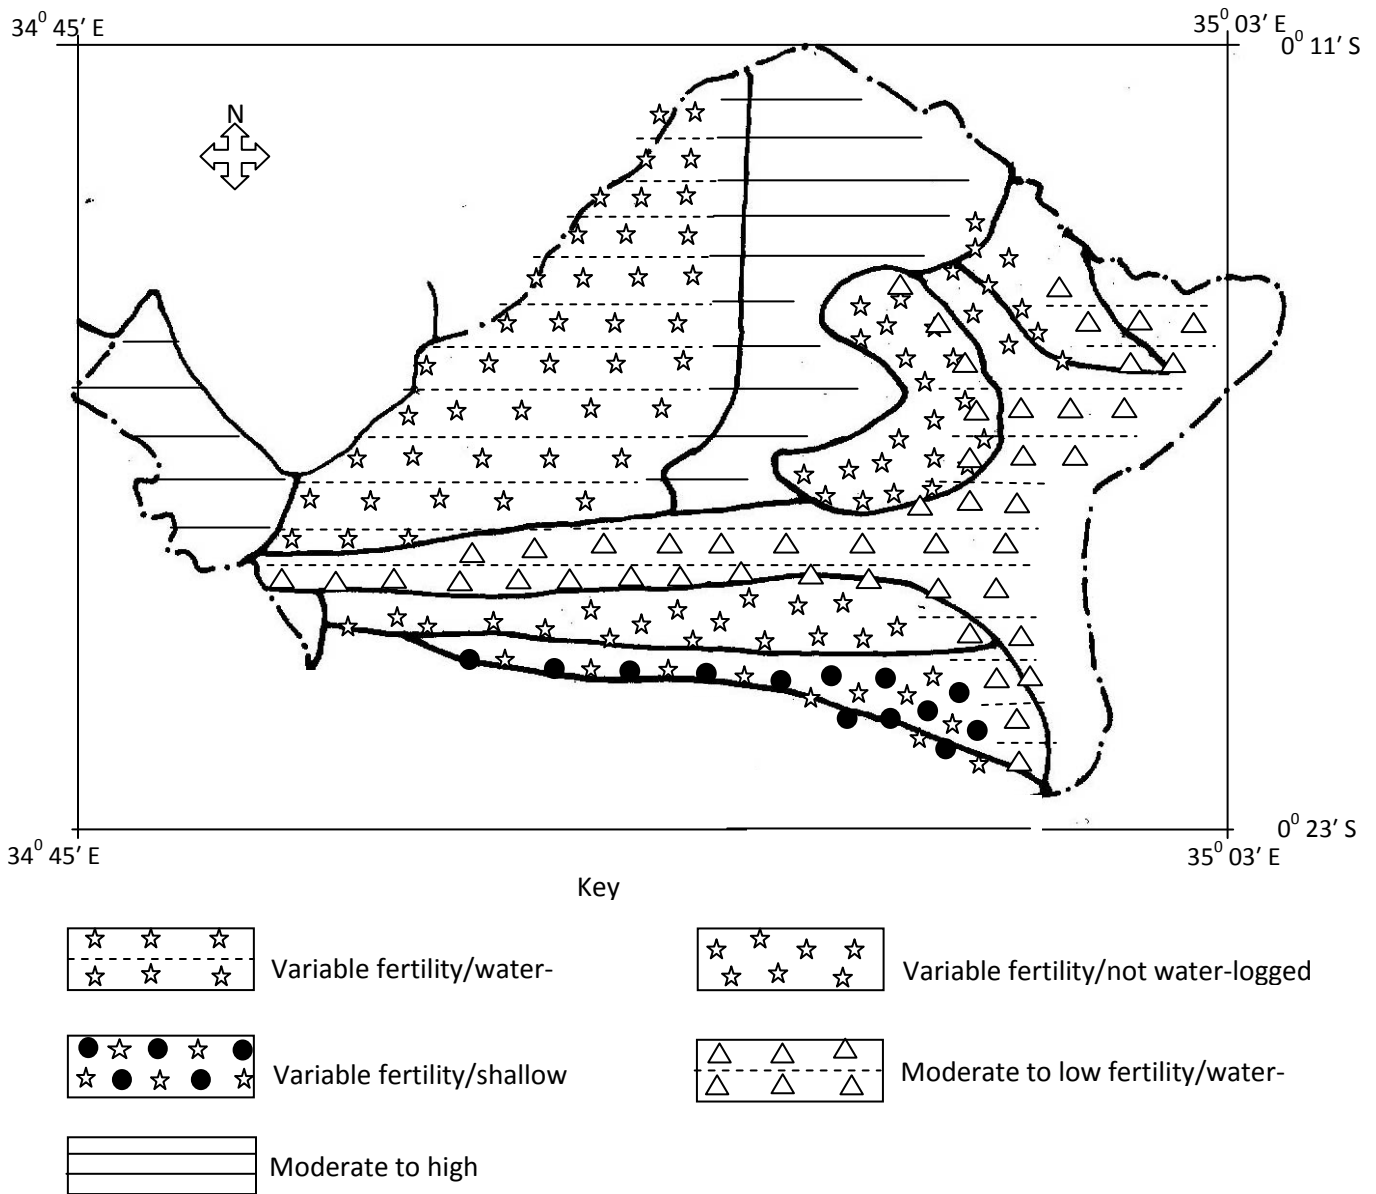 34⁰ 45′ E
35⁰ 03′ E
0⁰ 11′ S
N
0⁰ 23′ S
34⁰ 45′ E
35⁰ 03′ E
Key
Variable fertility/water-
Variable fertility/not water-logged
Variable fertility/shallow
Moderate to low fertility/water-
Moderate to high